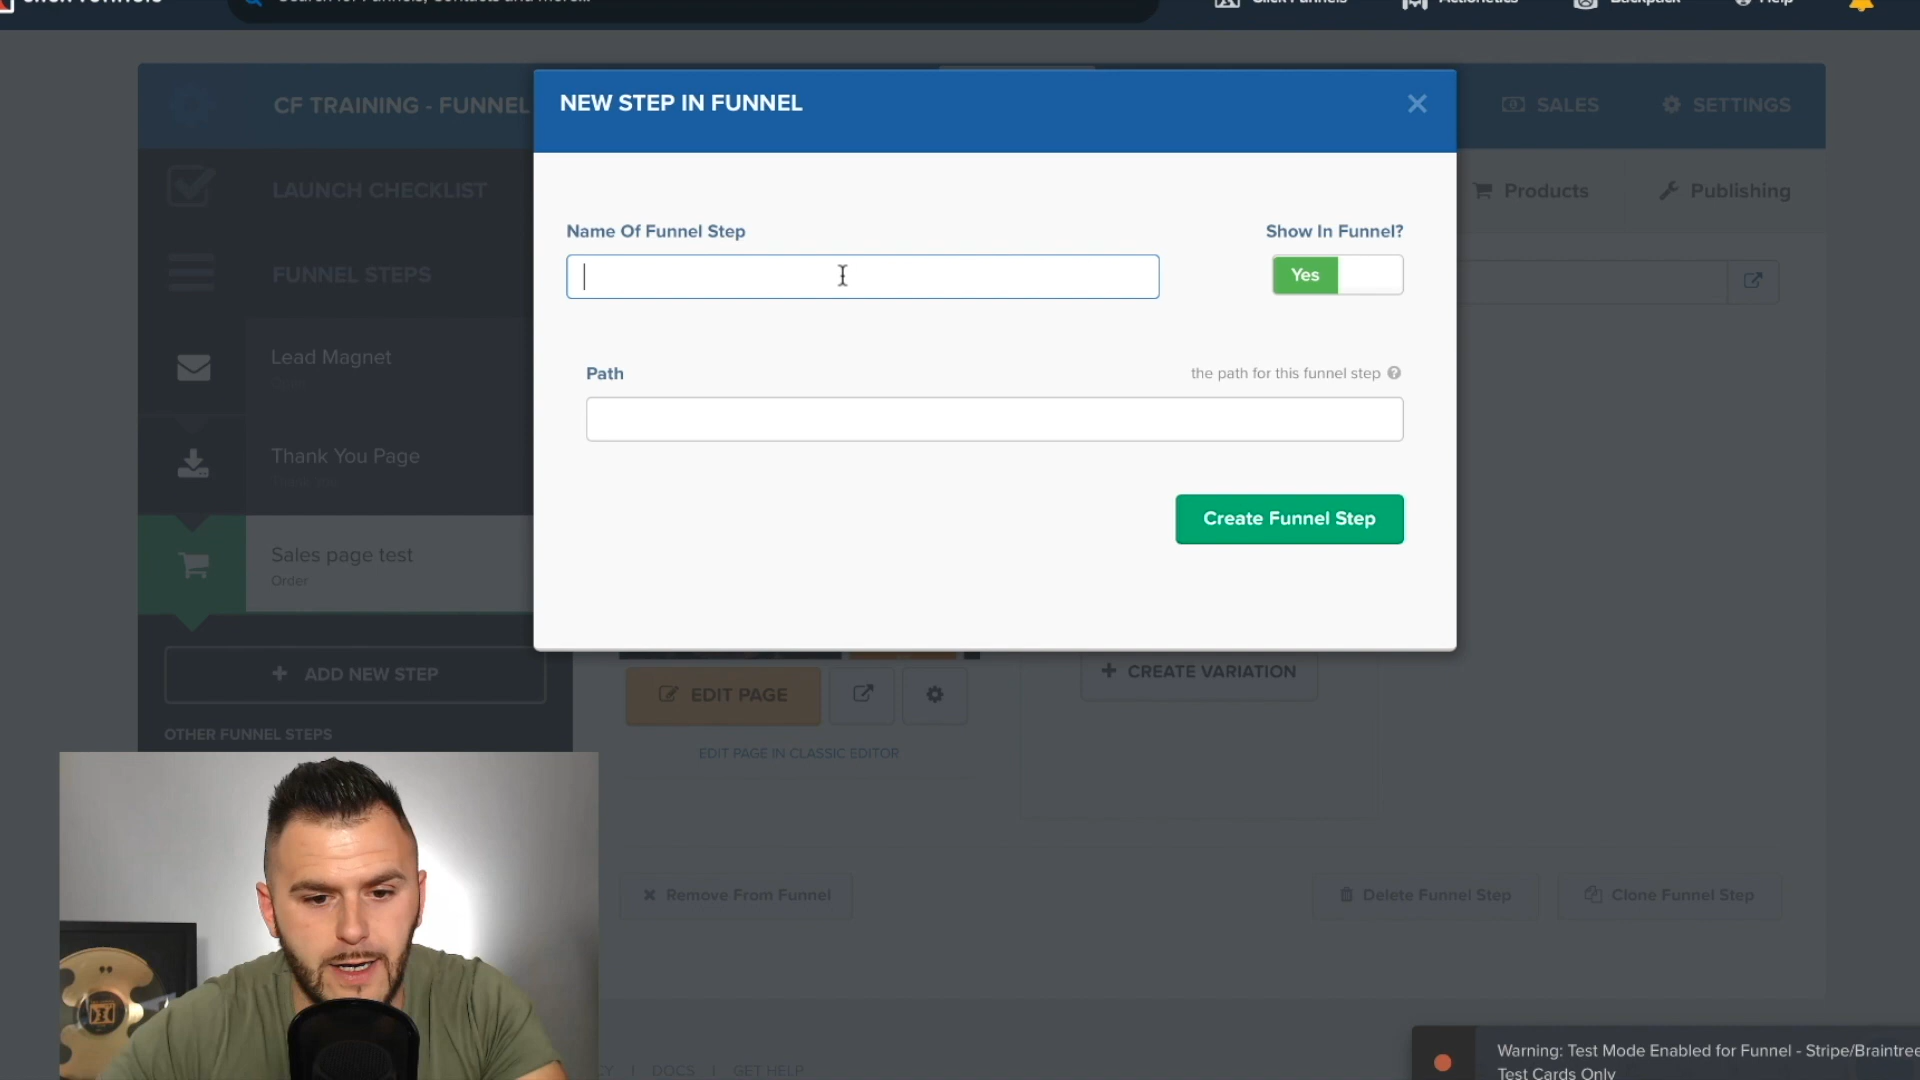 CF TRAINING - FUNNEL
SALES
SETTINGS
LAUNCH CHECKLIST
Products
Publishing
FUNNEL STEPS
Lead Magnet
Thank You Page
Thank You
Sales page test
Order
+ ADD NEW STEP
OTHER FUNNEL STEPS
NEW STEP IN FUNNEL
Name Of Funnel Step
Show In Funnel?
Yes
Path
the path for this funnel step
Create Funnel Step
EDIT PAGE
+ CREATE VARIATION
EDIT PAGE IN CLASSIC EDITOR
Remove From Funnel
Delete Funnel Step
Clone Funnel Step
DOCS | GET HELP
Warning: Test Mode Enabled for Funnel - Stripe/Braintree
Test Cards Only